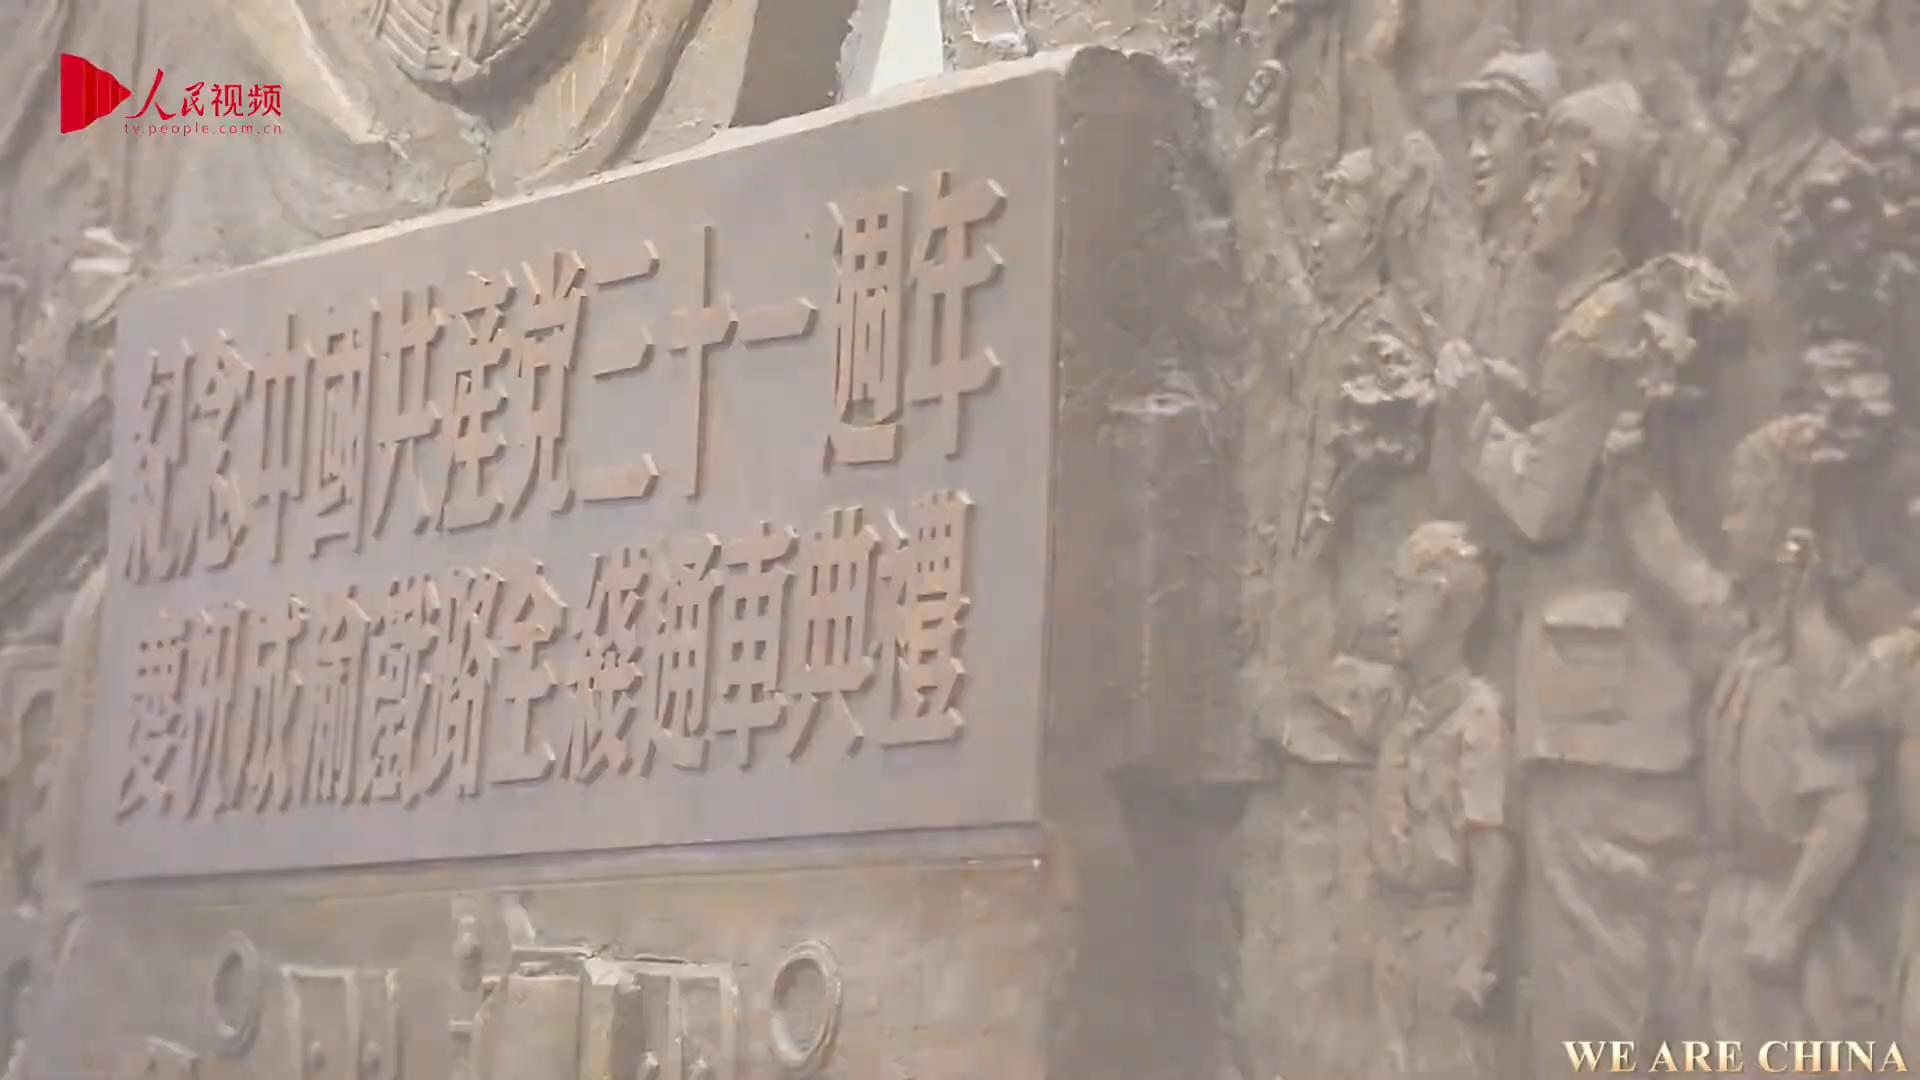 人民视频
tv.people.com.cn
紀念中國共産党三十一週年
慶祝成渝鐵路全綫通車典禮
WE ARE CHINA